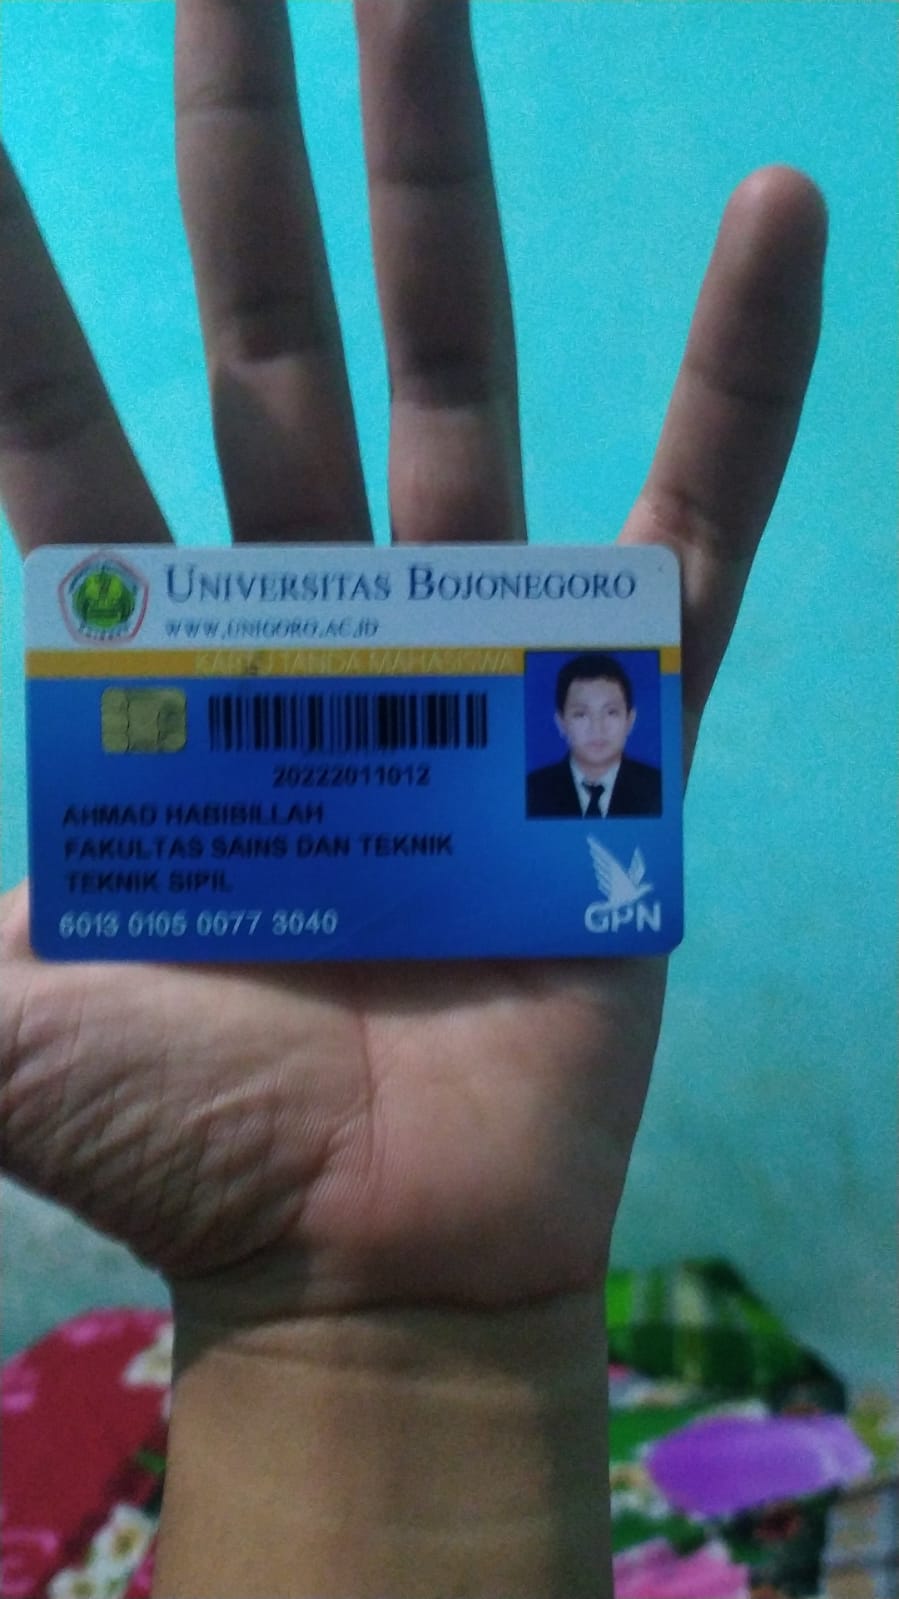 UNIVERSITAS BOJONEGORO
WWW.UNIGORO.AC.ID
KARTU TANDA MAHASISWA
20222011012
AHMAD HABIBILLAH
FAKULTAS SAINS DAN TEKNIK
TEKNIK SIPIL
6013 0105 0077 3040
GPN